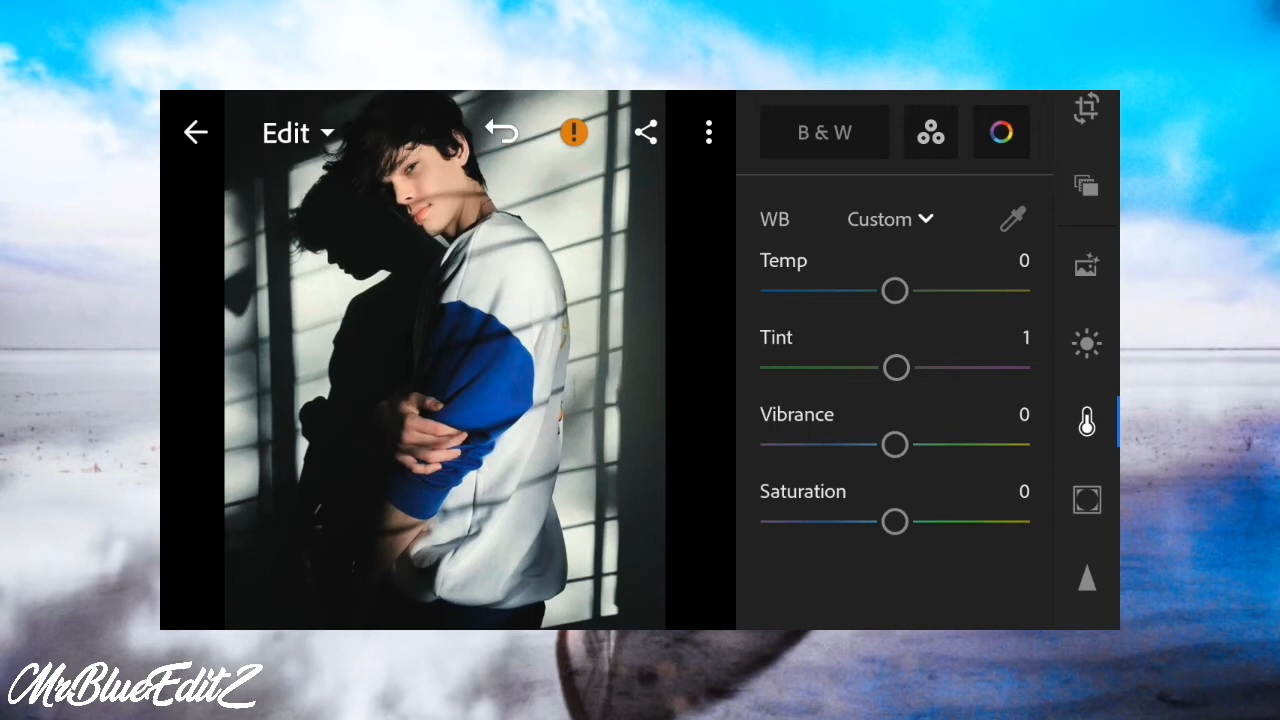 Edit
B & W
WB Custom
Temp 0
Tint 1
Vibrance 0
Saturation 0
MrBlueEditZ